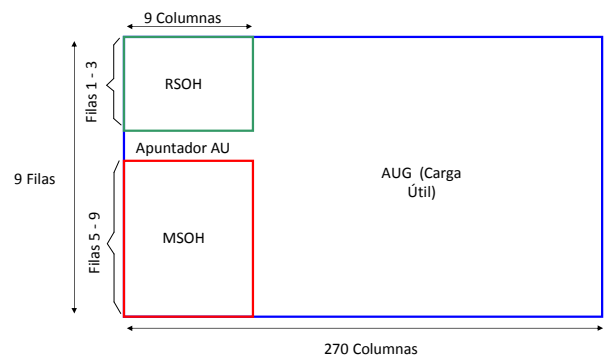 9 Columnas
Filas 1 - 3
RSOH
Apuntador AU
9 Filas
AUG (Carga
Útil)
Filas 5 - 9
MSOH
270 Columnas